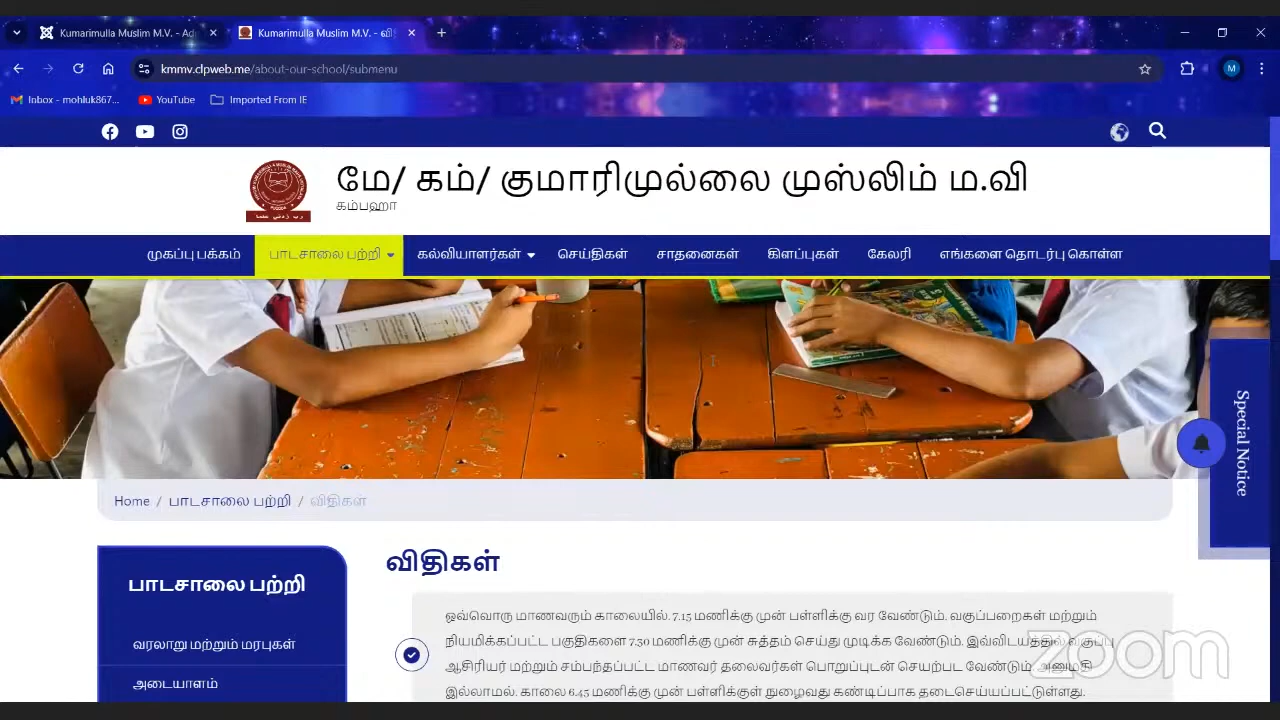 Kumarimulla Muslim M.V. - Ad
Kumarimulla Muslim M.V. - வி
kmmv.clpweb.me/about-our-school/submenu
M
Inbox - mohluk867...
YouTube
Imported From IE
மே/ கம்/ குமாரிமுல்லை முஸ்லிம் ம.வி
கம்பஹா
முகப்பு பக்கம்
பாடசாலை பற்றி
கல்வியாளர்கள்
செய்திகள்
சாதனைகள்
கிளப்புகள்
கேலரி
எங்களை தொடர்பு கொள்ள
Special Notice
Home / பாடசாலை பற்றி / விதிகள்
பாடசாலை பற்றி
வரலாறு மற்றும் மரபுகள்
அடையாளம்
விதிகள்
ஒவ்வொரு மாணவரும் காலையில். 7.15 மணிக்கு முன் பள்ளிக்கு வர வேண்டும். வகுப்பறைகள் மற்றும்
நியமிக்கப்பட்ட பகுதிகளை 7.30 மணிக்கு முன் சுத்தம் செய்து முடிக்க வேண்டும். இவ்விடயத்தில் வகுப்பு
ஆசிரியர் மற்றும் சம்பந்தப்பட்ட மாணவர் தலைவர்கள் பொறுப்புடன் செயற்பட வேண்டும் அனுமதி
இல்லாமல். காலை 6.45 மணிக்கு முன் பள்ளிக்குள் நுழைவது கண்டிப்பாக தடைசெய்யப்பட்டுள்ளது.
zoom